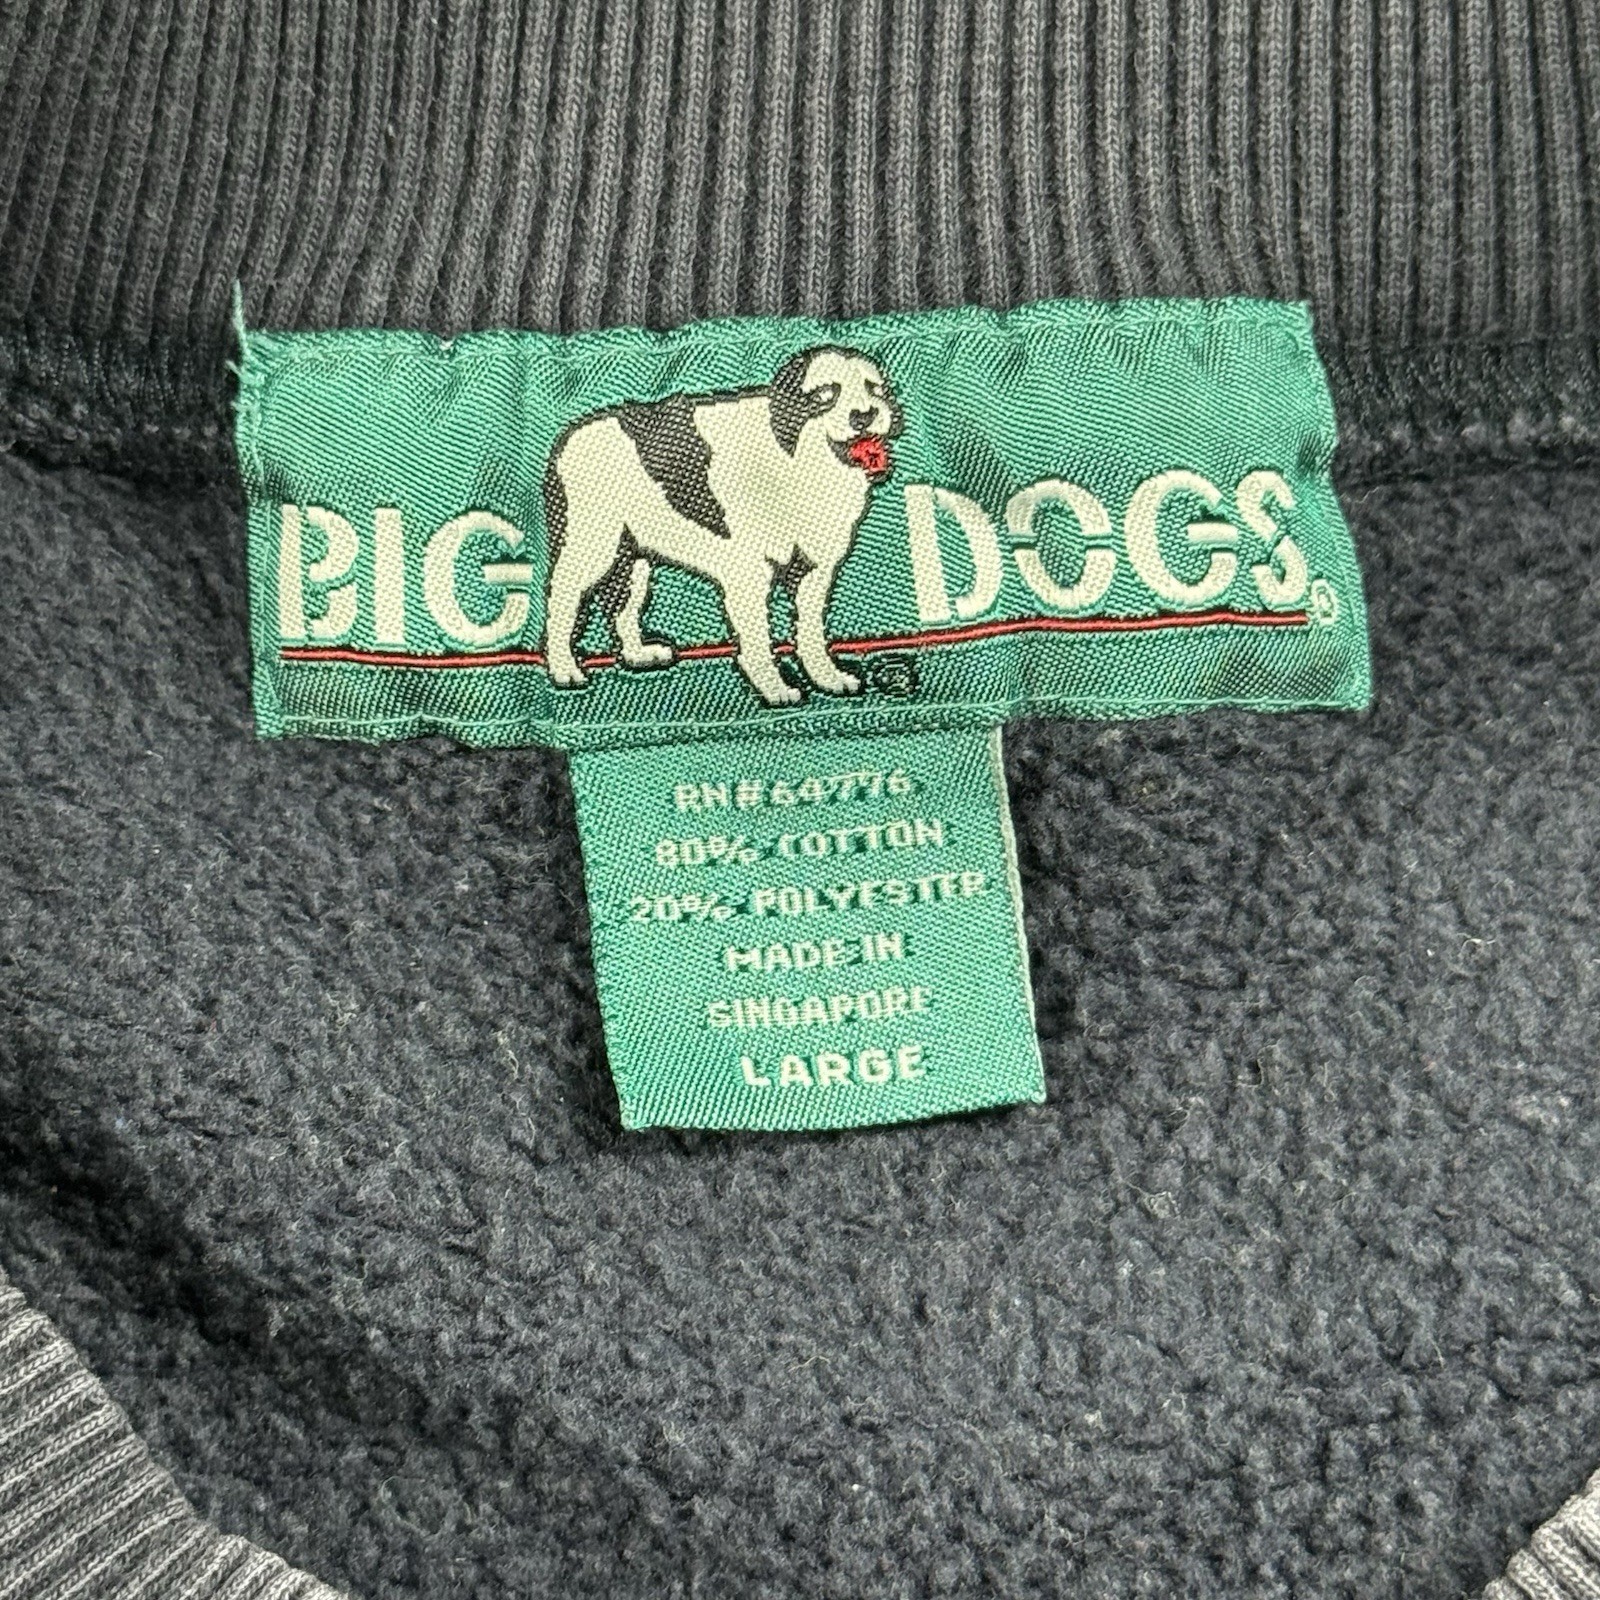 BIG DOGS®
©
RN#64776
80% COTTON
20% POLYESTER
MADE IN
SINGAPORE
LARGE